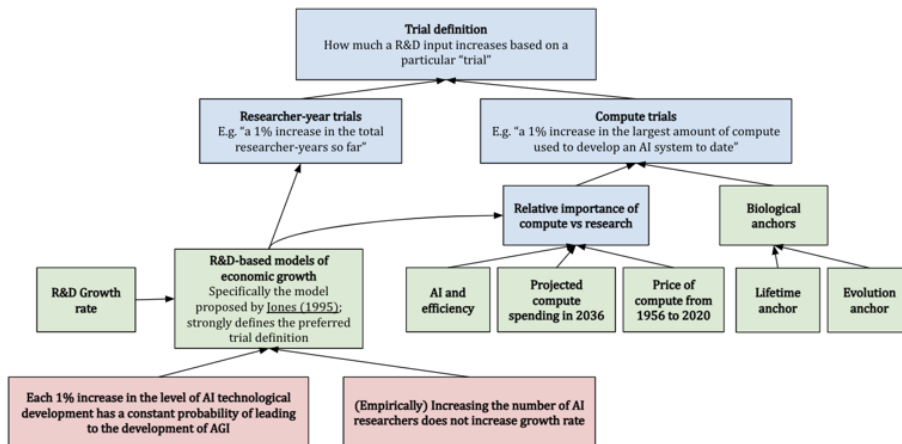 Trial definition
How much a R&D input increases based on a
particular “trial”
Researcher-year trials
E.g. “a 1% increase in the total
researcher-years so far”
Compute trials
E.g. “a 1% increase in the largest amount of compute
used to develop an AI system to date”
Relative importance of
compute vs research
Biological
anchors
R&D Growth
rate
R&D-based models of
economic growth
Specifically the model
proposed by Jones (1995);
strongly defines the preferred
trial definition
AI and
efficiency
Projected
compute
spending in 2036
Price of
compute from
1956 to 2020
Lifetime
anchor
Evolution
anchor
Each 1% increase in the level of AI technological
development has a constant probability of leading
to the development of AGI
(Empirically) Increasing the number of AI
researchers does not increase growth rate